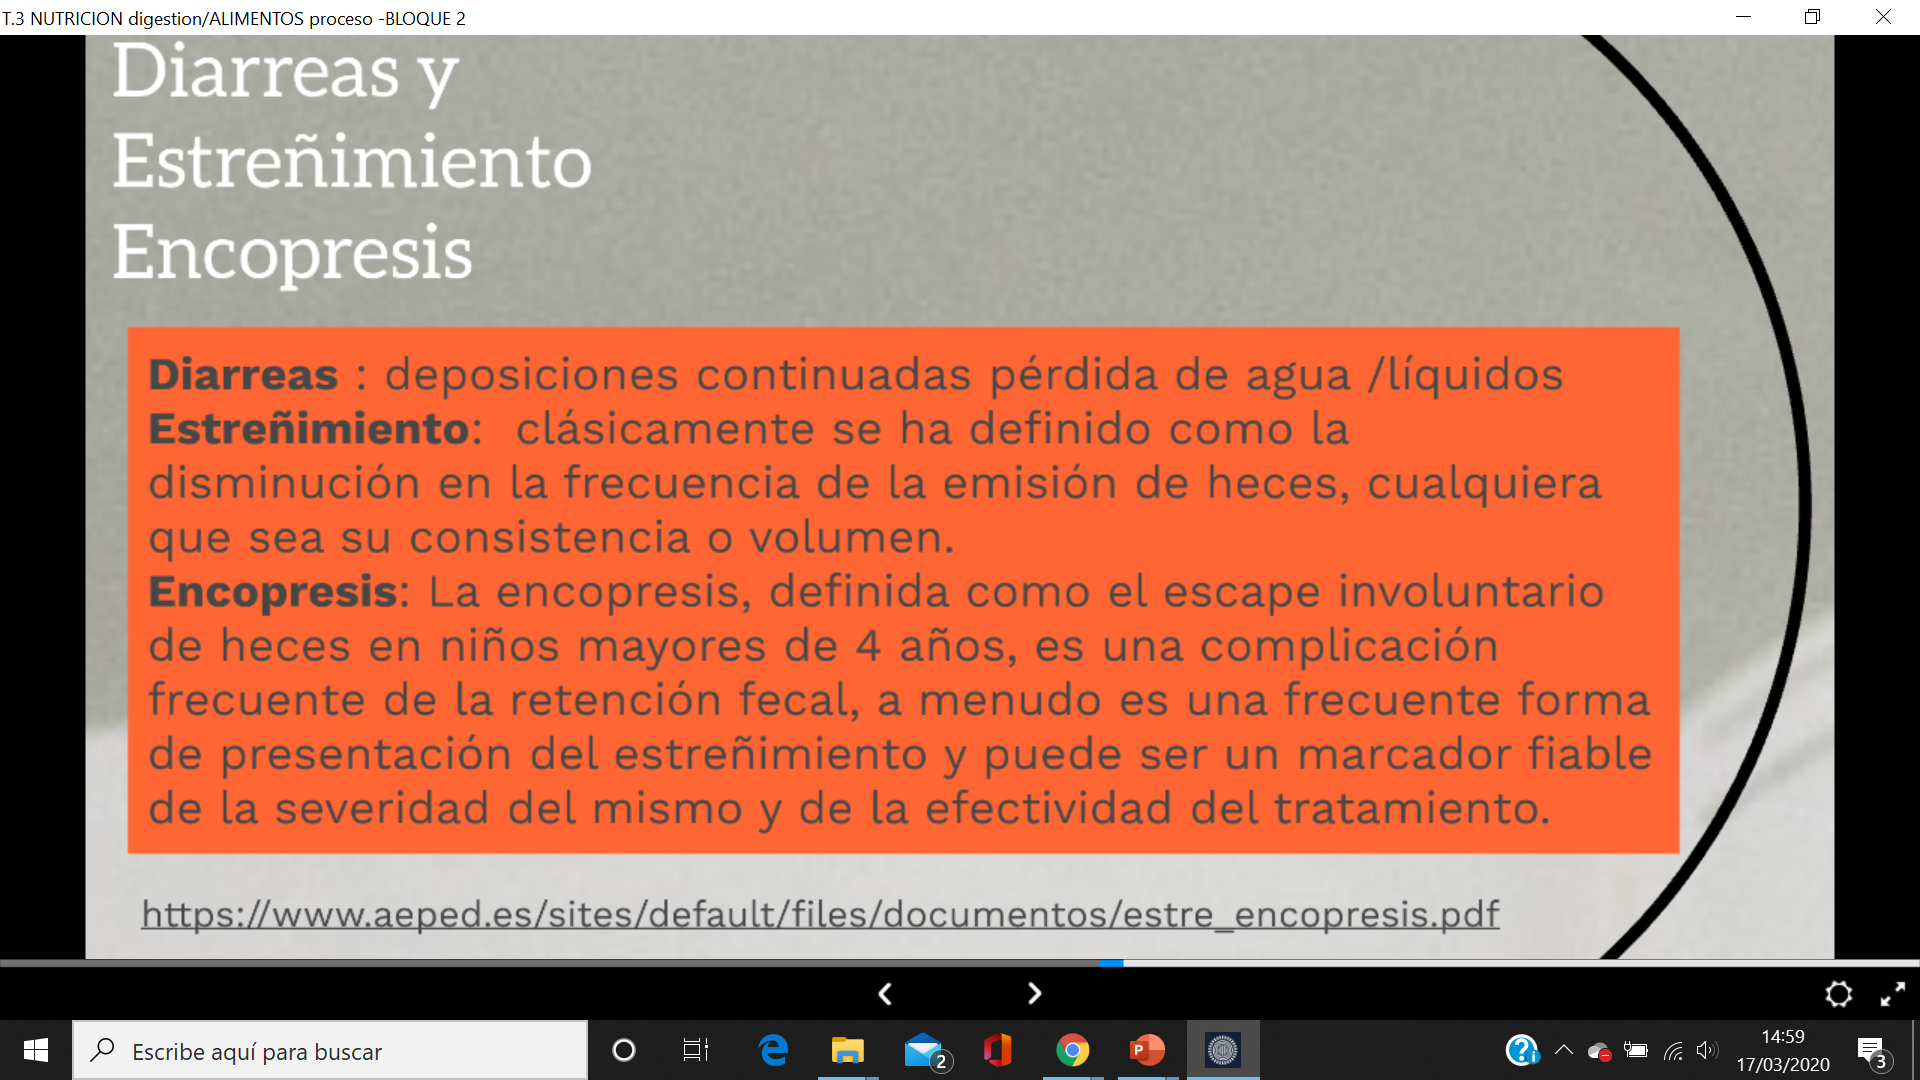 T.3 NUTRICION digestion/ALIMENTOS proceso -BLOQUE 2
Diarreas y
Estreñimiento
Encopresis
Diarreas : deposiciones continuadas pérdida de agua /líquidos
Estreñimiento: clásicamente se ha definido como la
disminución en la frecuencia de la emisión de heces, cualquiera
que sea su consistencia o volumen.
Encopresis: La encopresis, definida como el escape involuntario
de heces en niños mayores de 4 años, es una complicación
frecuente de la retención fecal, a menudo es una frecuente forma
de presentación del estreñimiento y puede ser un marcador fiable
de la severidad del mismo y de la efectividad del tratamiento.
https://www.aeped.es/sites/default/files/documentos/estre_encopresis.pdf
Escribe aquí para buscar
2
P
14:59
17/03/2020
3